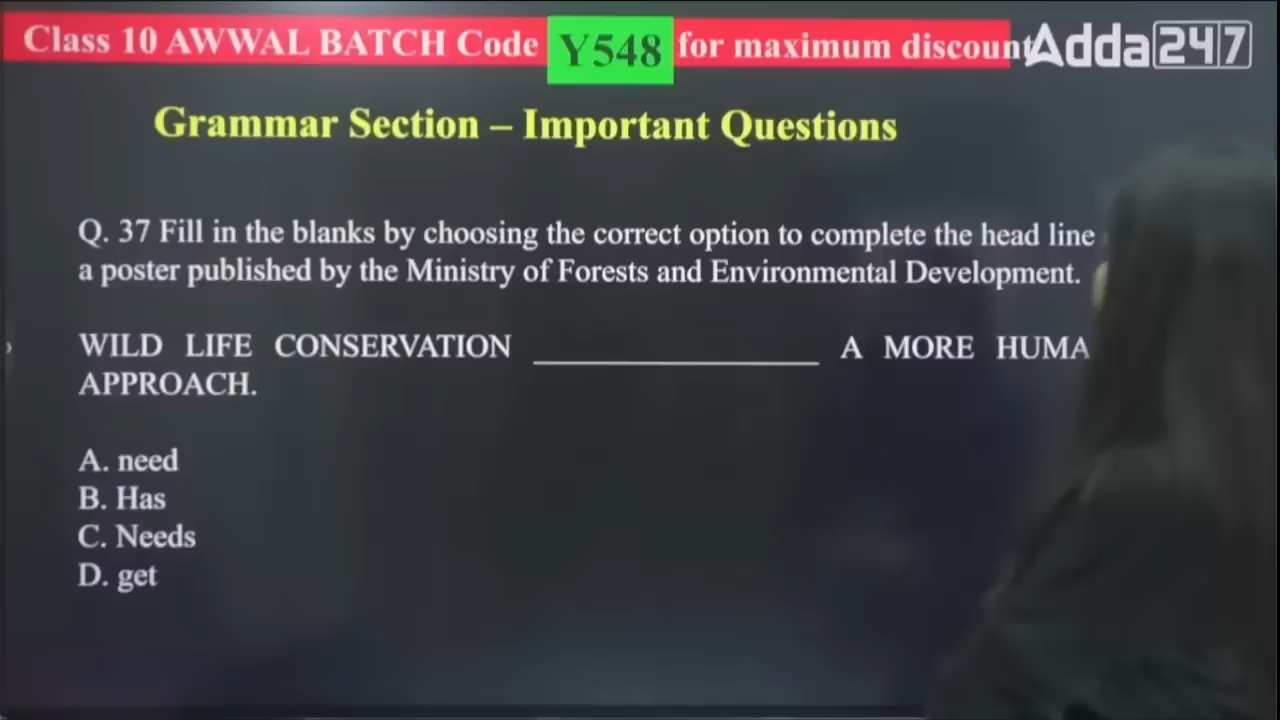 Class 10 AWWAL BATCH Code Y548 for maximum discount
Adda247
Grammar Section – Important Questions
Q. 37 Fill in the blanks by choosing the correct option to complete the head line
a poster published by the Ministry of Forests and Environmental Development.
WILD LIFE CONSERVATION ______________ A MORE HUMA
APPROACH.
A. need
B. Has
C. Needs
D. get